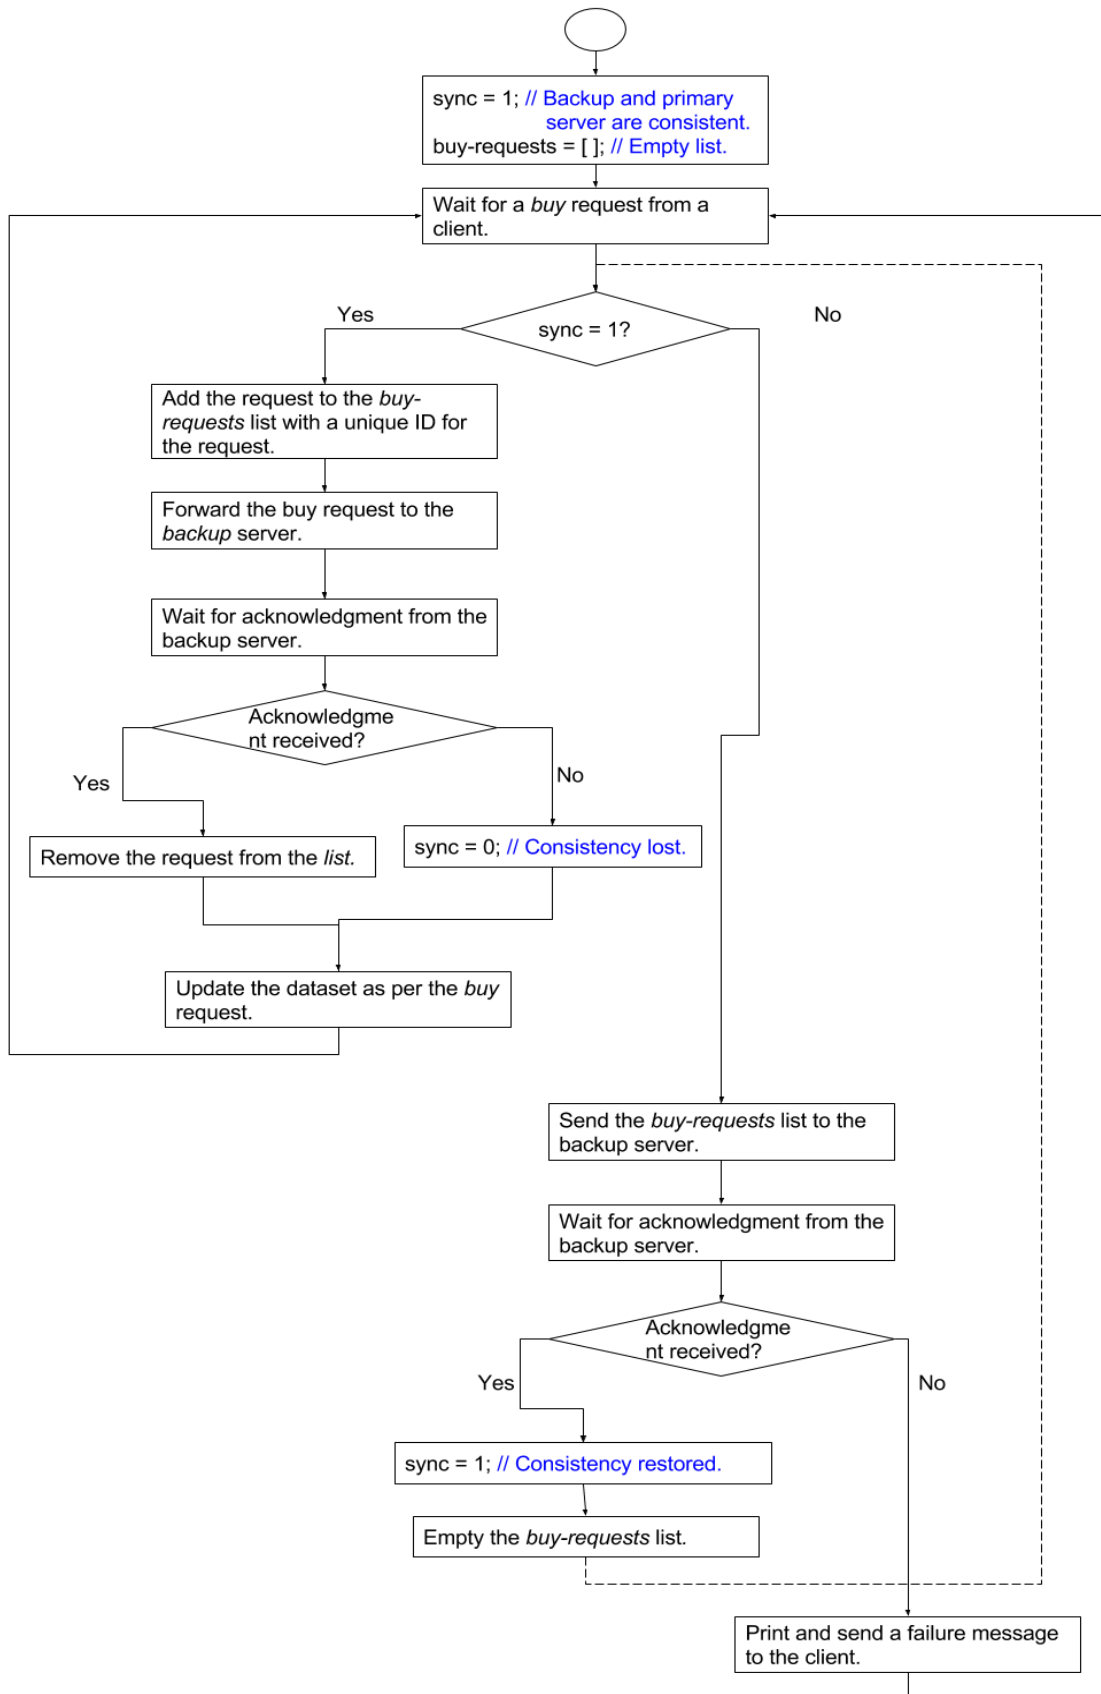 sync = 1; // Backup and primary
server are consistent.
buy-requests = [ ]; // Empty list.
Wait for a buy request from a
client.
Yes
No
sync = 1?
Add the request to the buy-
requests list with a unique ID for
the request.
Forward the buy request to the
backup server.
Wait for acknowledgment from the
backup server.
Acknowledgme
nt received?
Yes
No
Remove the request from the list.
sync = 0; // Consistency lost.
Update the dataset as per the buy
request.
Send the buy-requests list to the
backup server.
Wait for acknowledgment from the
backup server.
Acknowledgme
nt received?
Yes
No
sync = 1; // Consistency restored.
Empty the buy-requests list.
Print and send a failure message
to the client.